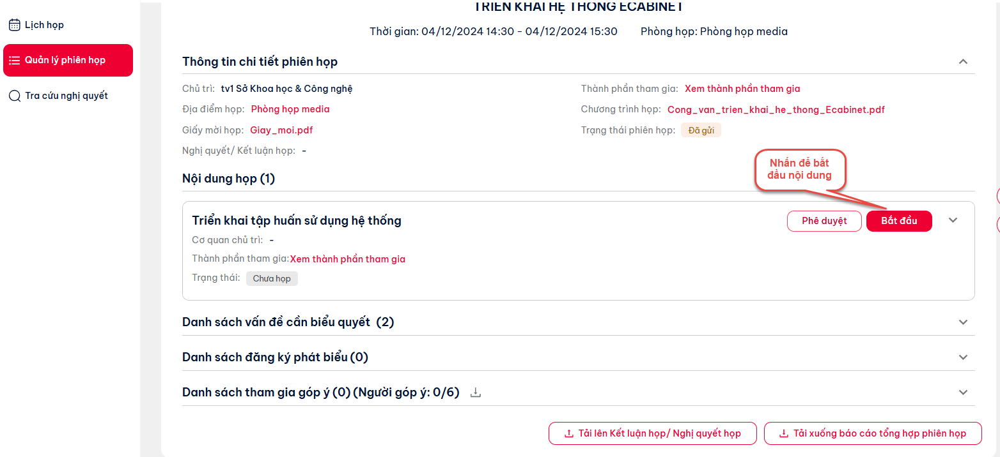 TRIỂN KHAI HỆ THỐNG ECABINET
Lịch họp
Thời gian: 04/12/2024 14:30 - 04/12/2024 15:30 Phòng họp: Phòng họp media
Quản lý phiên họp
Thông tin chi tiết phiên họp
Chủ trì: tv1 Sở Khoa học & Công nghệ
Thành phần tham gia: Xem thành phần tham gia
Tra cứu nghị quyết
Địa điểm họp: Phòng họp media
Chương trình họp: Cong_van_trien_khai_he_thong_Ecabinet.pdf
Giấy mời họp: Giay_moi.pdf
Trạng thái phiên họp: Đã gửi
Nghị quyết/ Kết luận họp: -
Nhấn để bắt
đầu nội dung
Nội dung họp (1)
Triển khai tập huấn sử dụng hệ thống
Phê duyệt
Bắt đầu
Cơ quan chủ trì: -
Thành phần tham gia:Xem thành phần tham gia
Trạng thái: Chưa họp
Danh sách vấn đề cần biểu quyết (2)
Danh sách đăng ký phát biểu (0)
Danh sách tham gia góp ý (0) (Người góp ý: 0/6)
Tải lên Kết luận họp/ Nghị quyết họp
Tải xuống báo cáo tổng hợp phiên họp